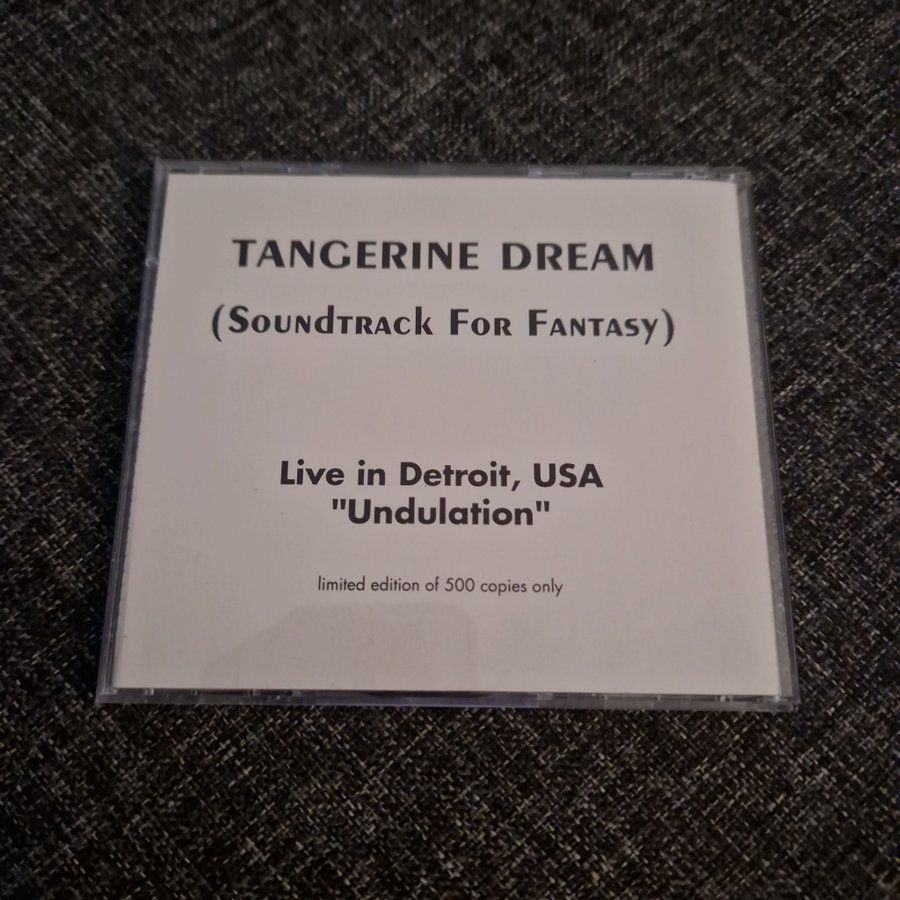 TANGERINE DREAM
(Soundtrack For Fantasy)
Live in Detroit, USA
"Undulation"
limited edition of 500 copies only